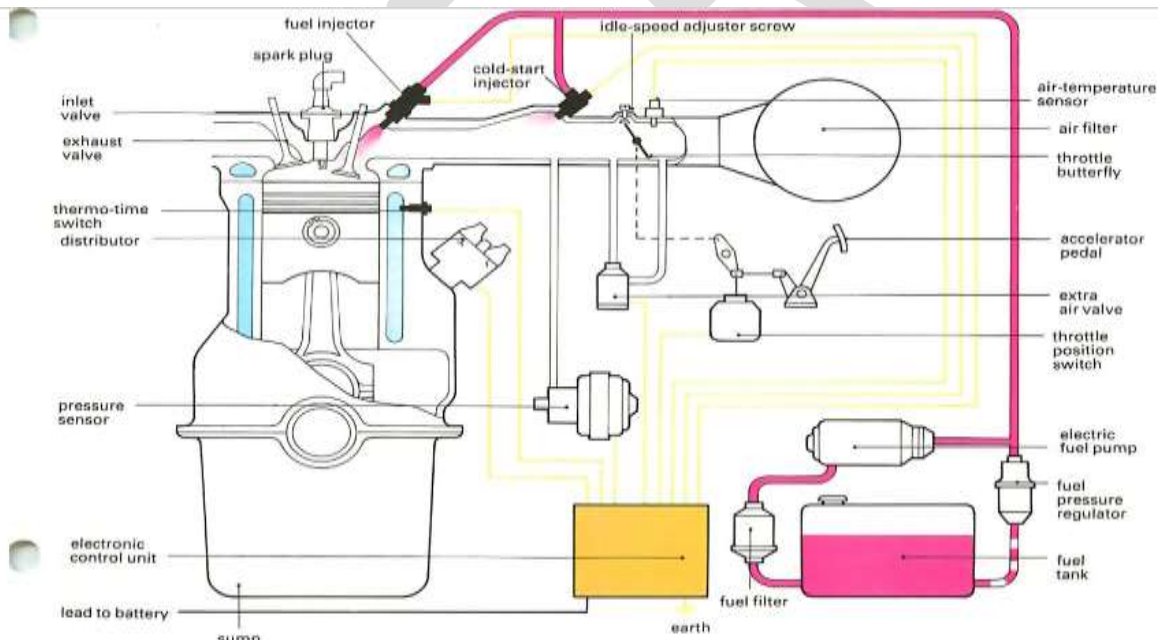 fuel injector
idle-speed adjuster screw
spark plug
cold-start
injector
inlet
valve
exhaust
valve
air-temperature
sensor
air filter
throttle
butterfly
thermo-time
switch
distributor
accelerator
pedal
extra
air valve
throttle
position
switch
pressure
sensor
electric
fuel pump
fuel
pressure
regulator
electronic
control unit
fuel
tank
fuel filter
lead to battery
earth
sump